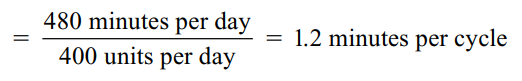 = 480 minutes per day / 400 units per day = 1.2 minutes per cycle